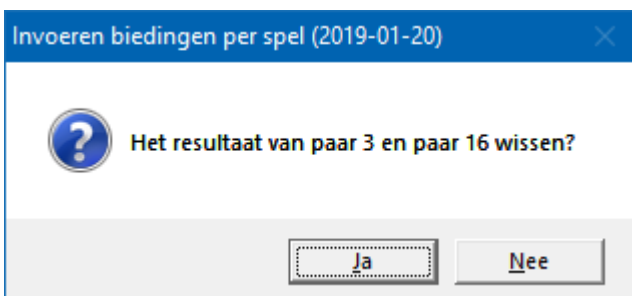 Invoeren biedingen per spel (2019-01-20)
Het resultaat van paar 3 en paar 16 wissen?
Ja
Nee